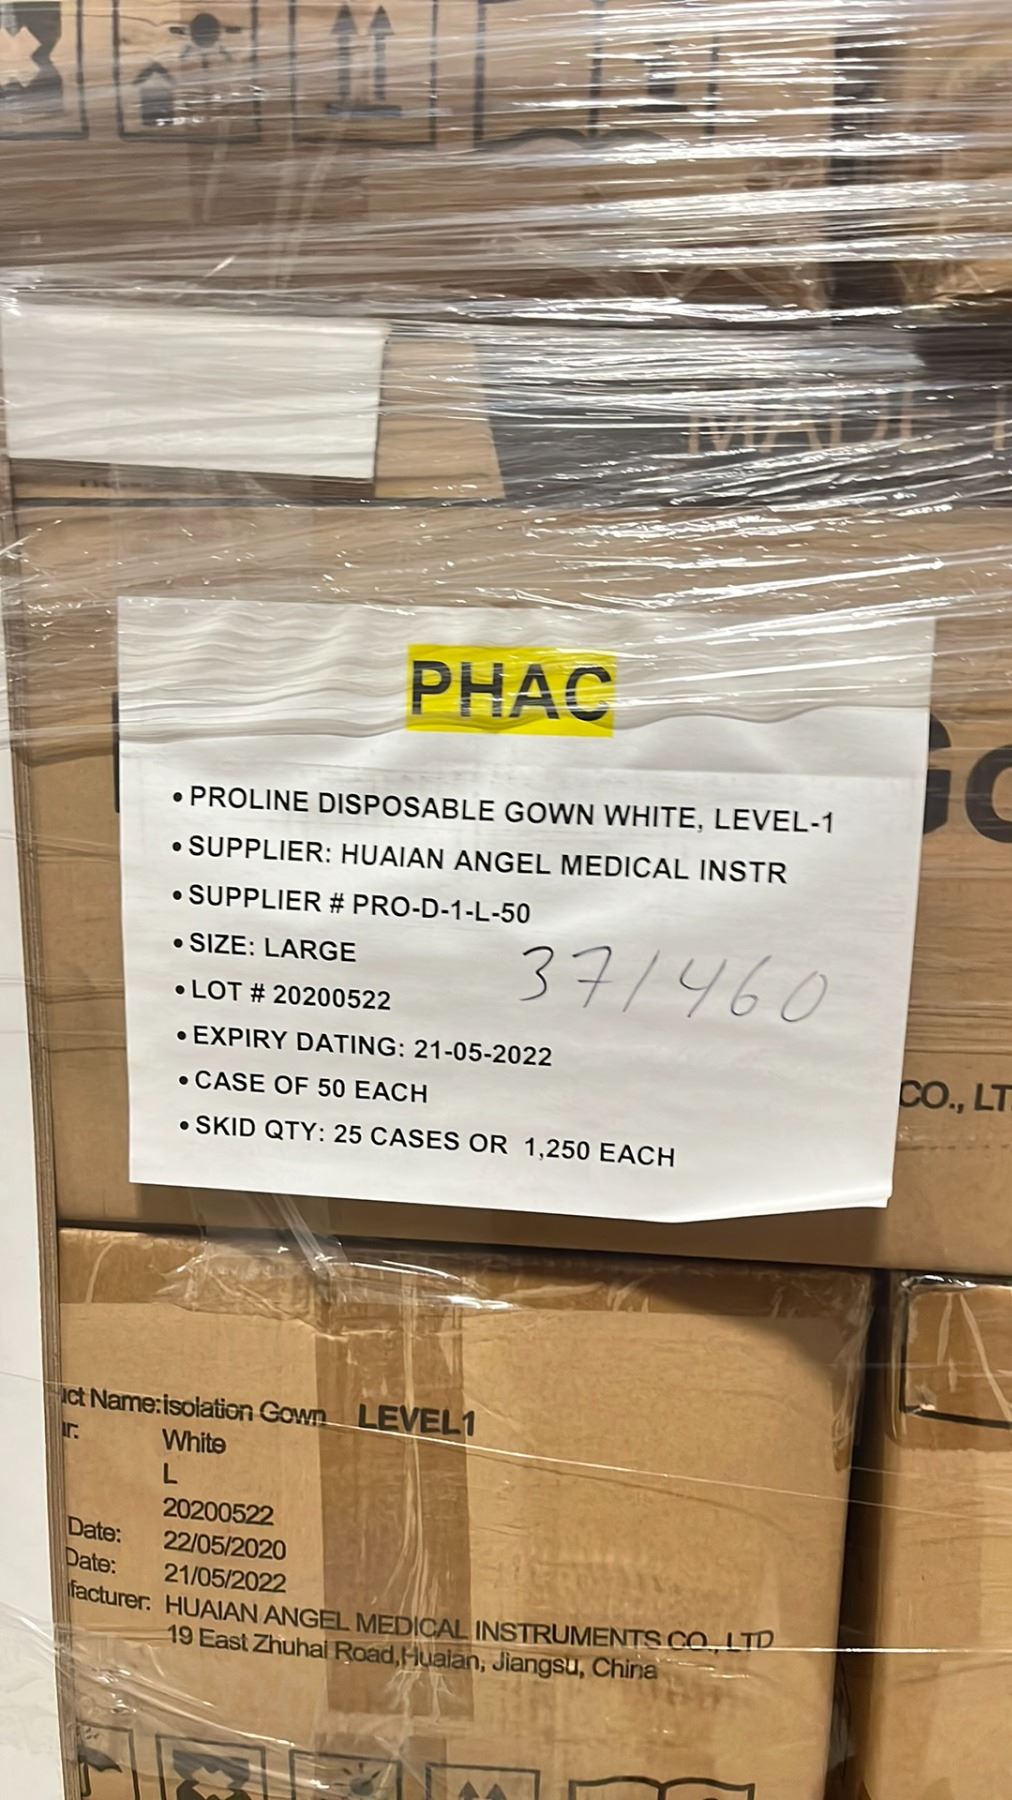 MADE
PHAC
• PROLINE DISPOSABLE GOWN WHITE, LEVEL-1
• SUPPLIER: HUAIAN ANGEL MEDICAL INSTR
• SUPPLIER # PRO-D-1-L-50
• SIZE: LARGE
371460
• LOT # 20200522
• EXPIRY DATING: 21-05-2022
• CASE OF 50 EACH
CO., LT
• SKID QTY: 25 CASES OR 1,250 EACH
uct Name: isolation Gown LEVEL1
ur: White
L
20200522
Date: 22/05/2020
Date: 21/05/2022
facturer: HUAIAN ANGEL MEDICAL INSTRUMENTS CO., LTD
19 East Zhuhai Road, Huaian, Jiangsu, China